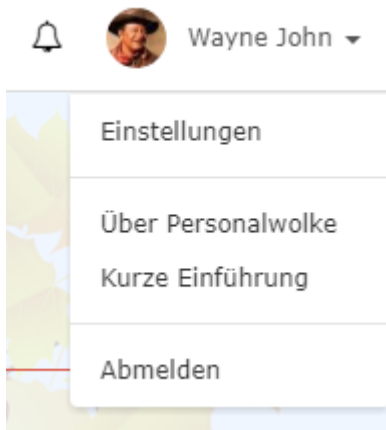 Wayne John
Einstellungen
Über Personalwolke
Kurze Einführung
Abmelden